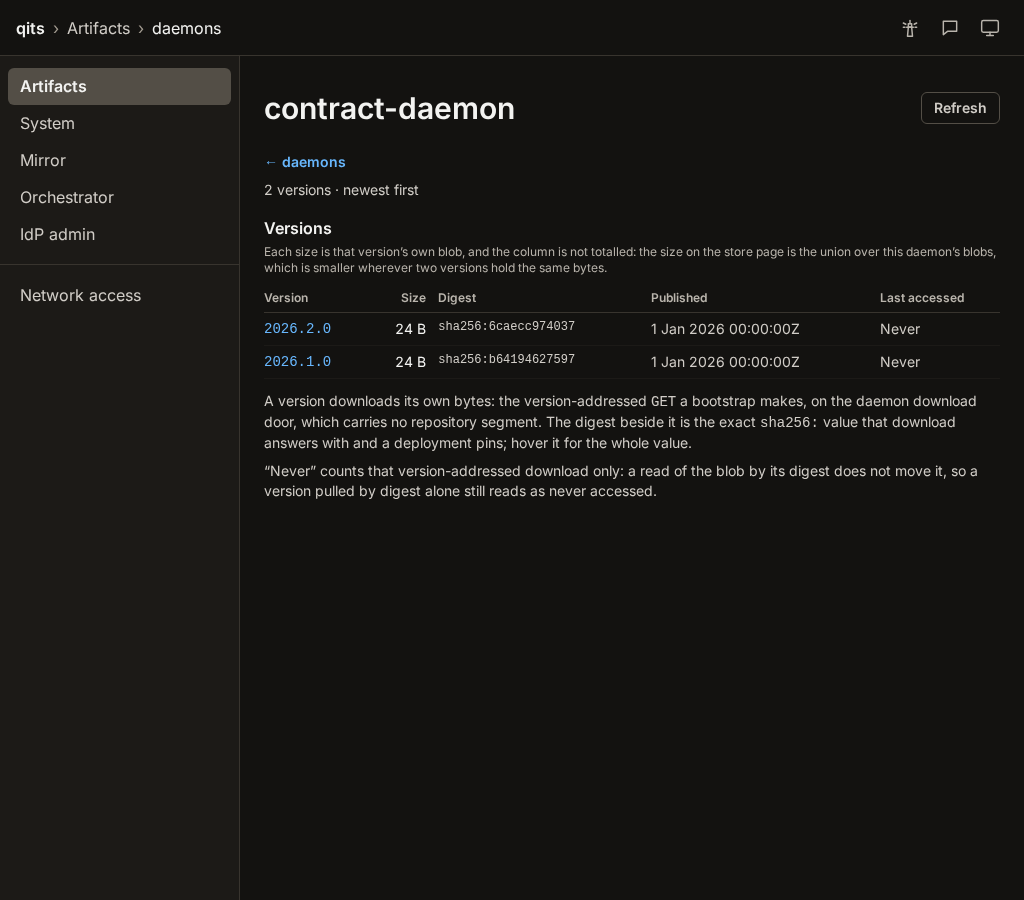 qits › Artifacts › daemons
Artifacts
System
Mirror
Orchestrator
IdP admin
Network access
contract-daemon
Refresh
← daemons
2 versions · newest first
Versions
Each size is that version’s own blob, and the column is not totalled: the size on the store page is the union over this daemon’s blobs,
which is smaller wherever two versions hold the same bytes.
Version Size Digest Published Last accessed
2026.2.0 24 B sha256:6caecc974037 1 Jan 2026 00:00:00Z Never
2026.1.0 24 B sha256:b64194627597 1 Jan 2026 00:00:00Z Never
A version downloads its own bytes: the version-addressed GET a bootstrap makes, on the daemon download
door, which carries no repository segment. The digest beside it is the exact sha256: value that download
answers with and a deployment pins; hover it for the whole value.
“Never” counts that version-addressed download only: a read of the blob by its digest does not move it, so a
version pulled by digest alone still reads as never accessed.